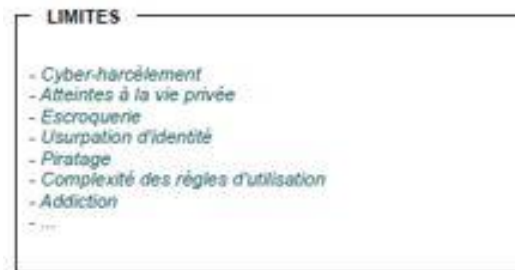 LIMITES
- Cyber-harcèlement
- Atteintes à la vie privée
- Escroquerie
- Usurpation d'identité
- Piratage
- Complexité des règles d'utilisation
- Addiction
- ...